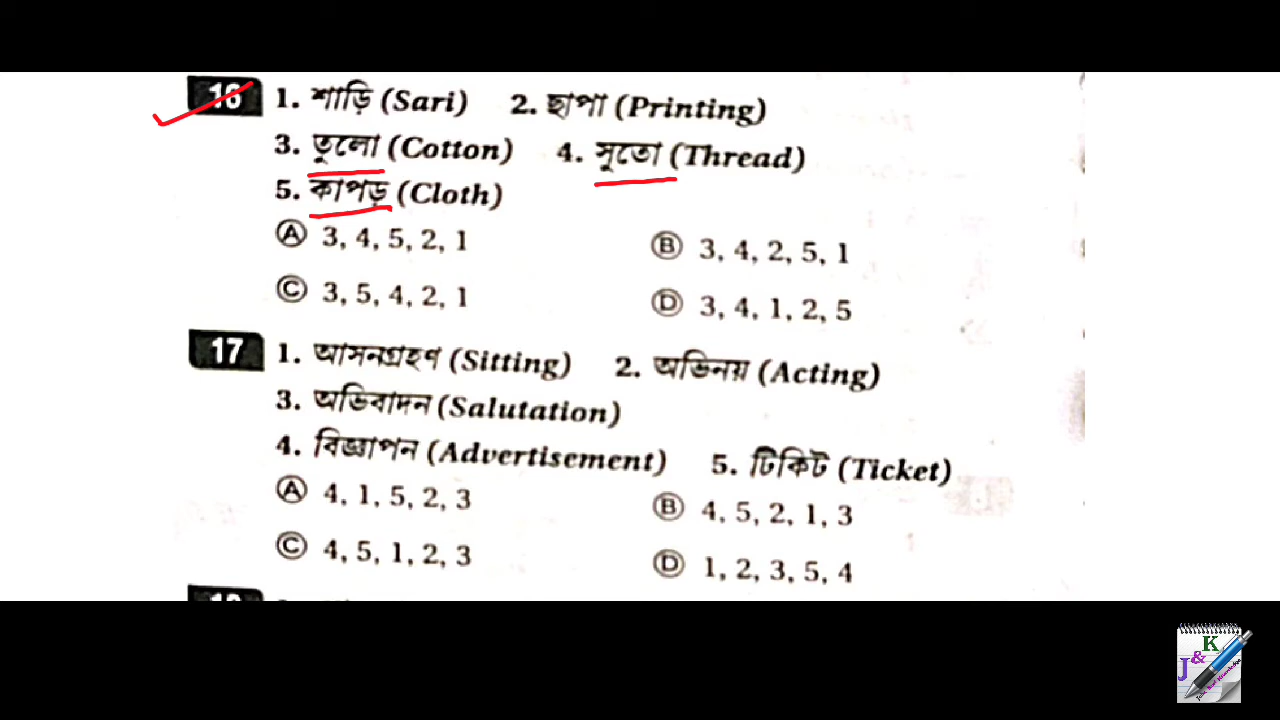 16 1. শাড়ি (Sari) 2. ছাপা (Printing)
3. তুলো (Cotton) 4. সুতো (Thread)
5. কাপড় (Cloth)
Ⓐ 3, 4, 5, 2, 1 Ⓑ 3, 4, 2, 5, 1
Ⓒ 3, 5, 4, 2, 1 Ⓓ 3, 4, 1, 2, 5
17 1. আসনগ্রহণ (Sitting) 2. অভিনয় (Acting)
3. অভিবাদন (Salutation)
4. বিজ্ঞাপন (Advertisement) 5. টিকিট (Ticket)
Ⓐ 4, 1, 5, 2, 3 Ⓑ 4, 5, 2, 1, 3
Ⓒ 4, 5, 1, 2, 3 Ⓓ 1, 2, 3, 5, 4
J&K